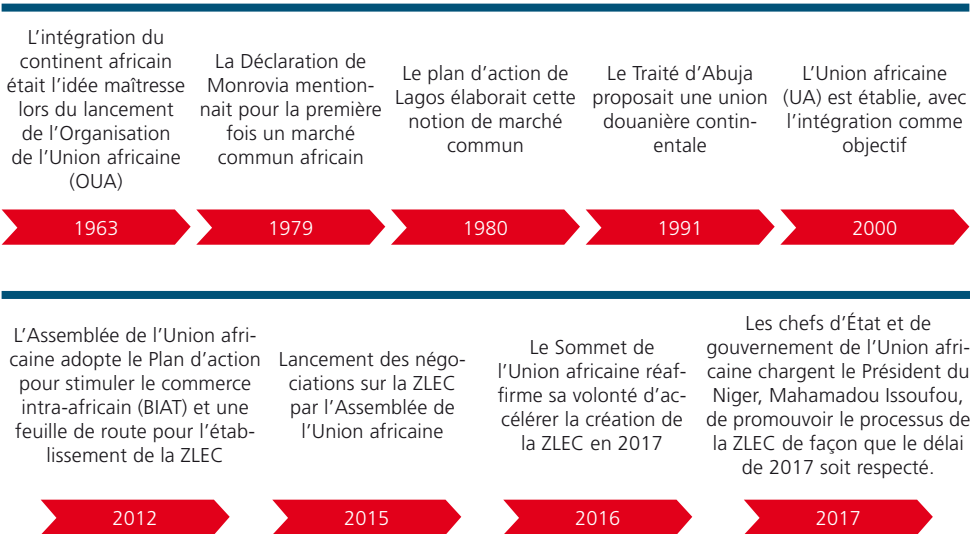 L'intégration du
continent africain
était l'idée maîtresse
lors du lancement
de l'Organisation
de l'Union africaine
(OUA)
1963
La Déclaration de
Monrovia mention-
nait pour la première
fois un marché
commun africain
1979
Le plan d'action de
Lagos élaborait cette
notion de marché
commun
1980
Le Traité d'Abuja
proposait une union
douanière contin-
entale
1991
L'Union africaine
(UA) est établie, avec
l'intégration comme
objectif
2000
L'Assemblée de l'Union afri-
caine adopte le Plan d'action
pour stimuler le commerce
intra-africain (BIAT) et une
feuille de route pour l'étab-
lissement de la ZLEC
2012
Lancement des négo-
ciations sur la ZLEC
par l'Assemblée de
l'Union africaine
2015
Le Sommet de
l'Union africaine réaf-
firme sa volonté d'ac-
célérer la création de
la ZLEC en 2017
2016
Les chefs d'État et de
gouvernement de l'Union afri-
caine chargent le Président du
Niger, Mahamadou Issoufou,
de promouvoir le processus de
la ZLEC de façon que le délai
de 2017 soit respecté.
2017